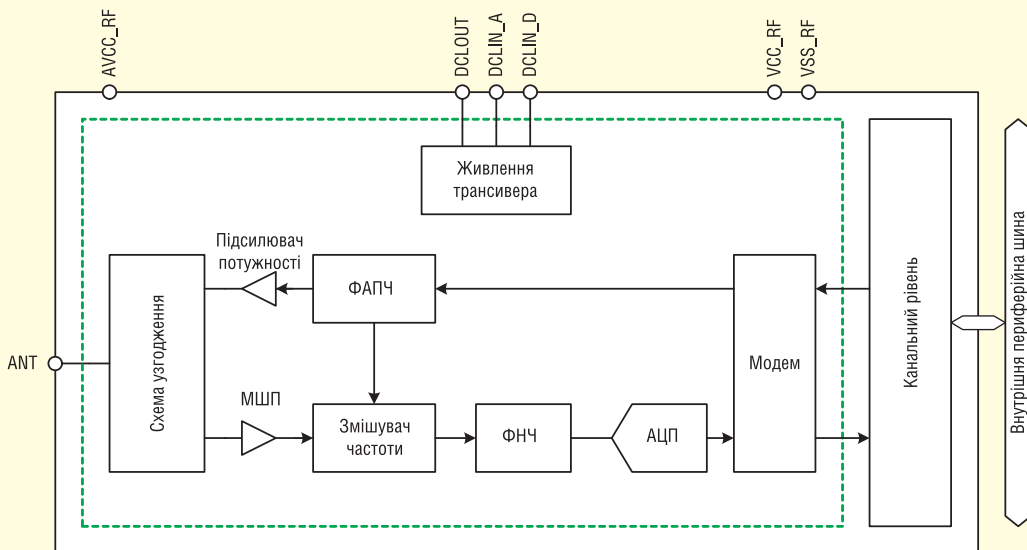 AVCC_RF
DCLOUT
DCLIN_A
DCLIN_D
VCC_RF
VSS_RF
Живлення
трансивера
Підсилювач
потужності
ФАПЧ
Схема узгодження
ANT
МШП
Змішувач
частоти
ФНЧ
АЦП
Модем
Канальний рівень
Внутрішня периферійна шина